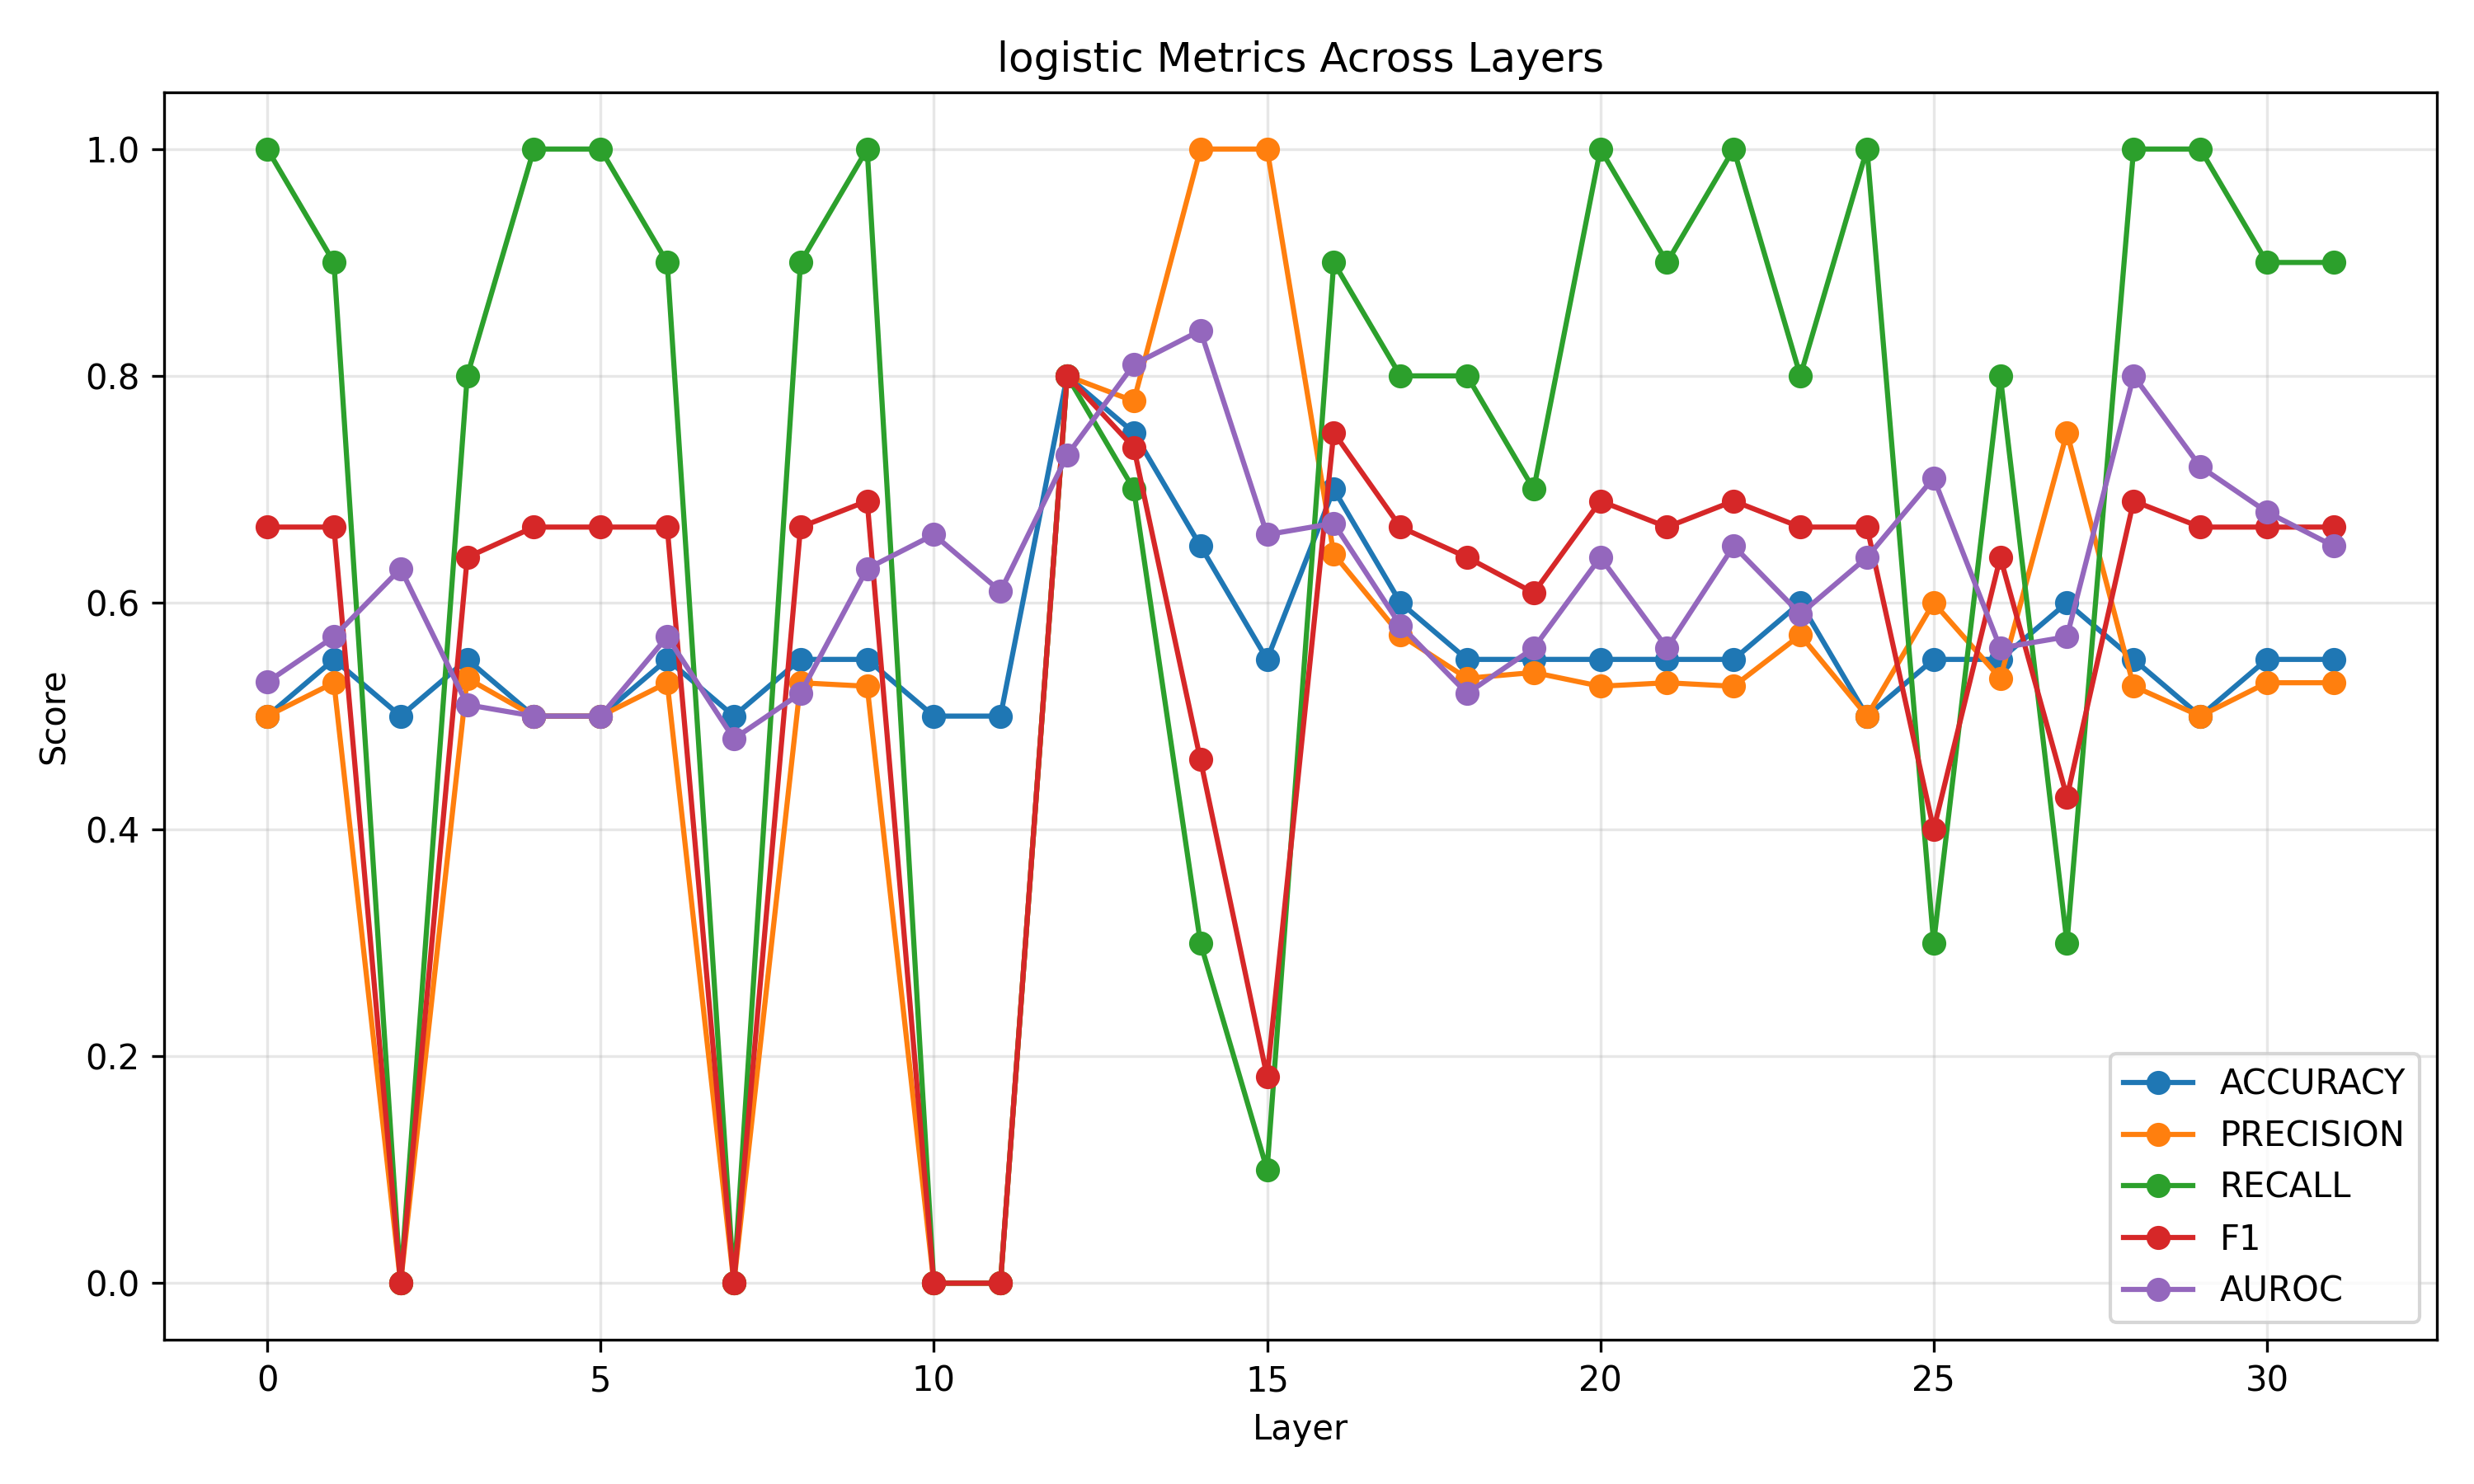 logistic Metrics Across Layers
Score
1.0
0.8
0.6
0.4
0.2
0.0
0 5 10 15 20 25 30
Layer
ACCURACY
PRECISION
RECALL
F1
AUROC